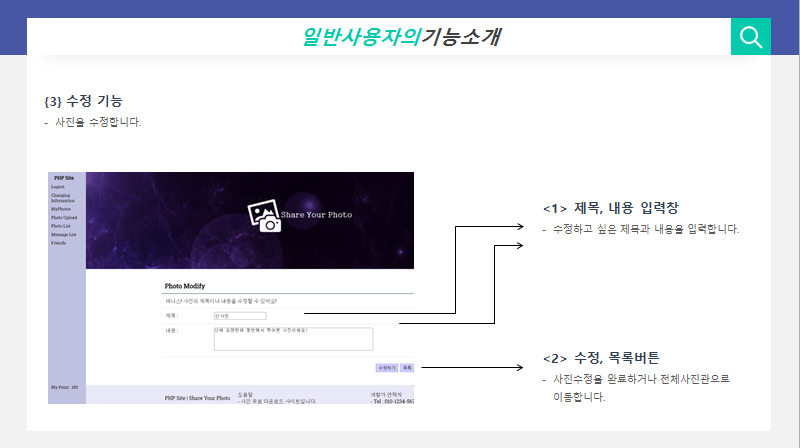 일반사용자의기능소개
{3} 수정 기능
- 사진을 수정합니다.
PHP Site
Logout
Changing
Information
MyPhotos
Photo Upload
Photo List
Message List
Friends
My Point : 180
Share Your Photo
Photo Modify
제목 :
산 사진
내용 :
수정하기
목록
PHP Site | Share Your Photo
도움말
- 사진 무료 다운로드 사이트입니다.
개발자 연락처
- Tel : 010-1234-567
<1> 제목, 내용 입력창
- 수정하고 싶은 제목과 내용을 입력합니다.
<2> 수정, 목록버튼
- 사진수정을 완료하거나 전체사진관으로
이동합니다.